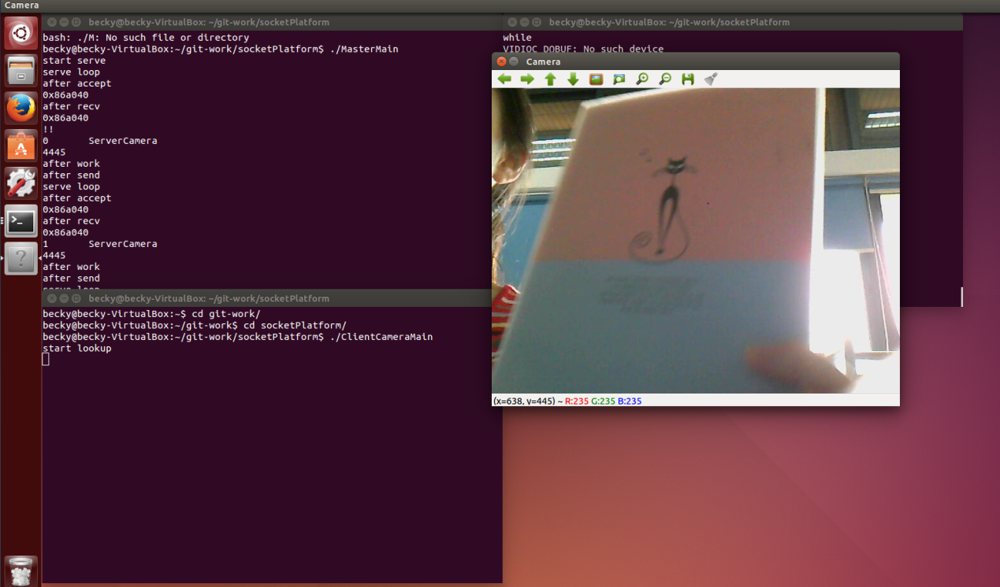 Camera
becky@becky-VirtualBox: ~/git-work/socketPlatform
bash: ./M: No such file or directory
becky@becky-VirtualBox:~/git-work/socketPlatform$ ./MasterMain
start serve
serve loop
after accept
0x86a040
after recv
0x86a040
!!
0 ServerCamera
4445
after work
after send
serve loop
after accept
0x86a040
after recv
0x86a040
1 ServerCamera
4445
after work
after send
serve loop
becky@becky-VirtualBox: ~/git-work/socketPlatform
becky@becky-VirtualBox:~$ cd git-work/
becky@becky-VirtualBox:~/git-work$ cd socketPlatform/
becky@becky-VirtualBox:~/git-work/socketPlatform$ ./ClientCameraMain
start lookup
becky@becky-VirtualBox: ~/git-work/socketPlatform
while
VIDIOC_DQBUF: No such device
Camera
(x=638, y=445) ~ R:235 G:235 B:235